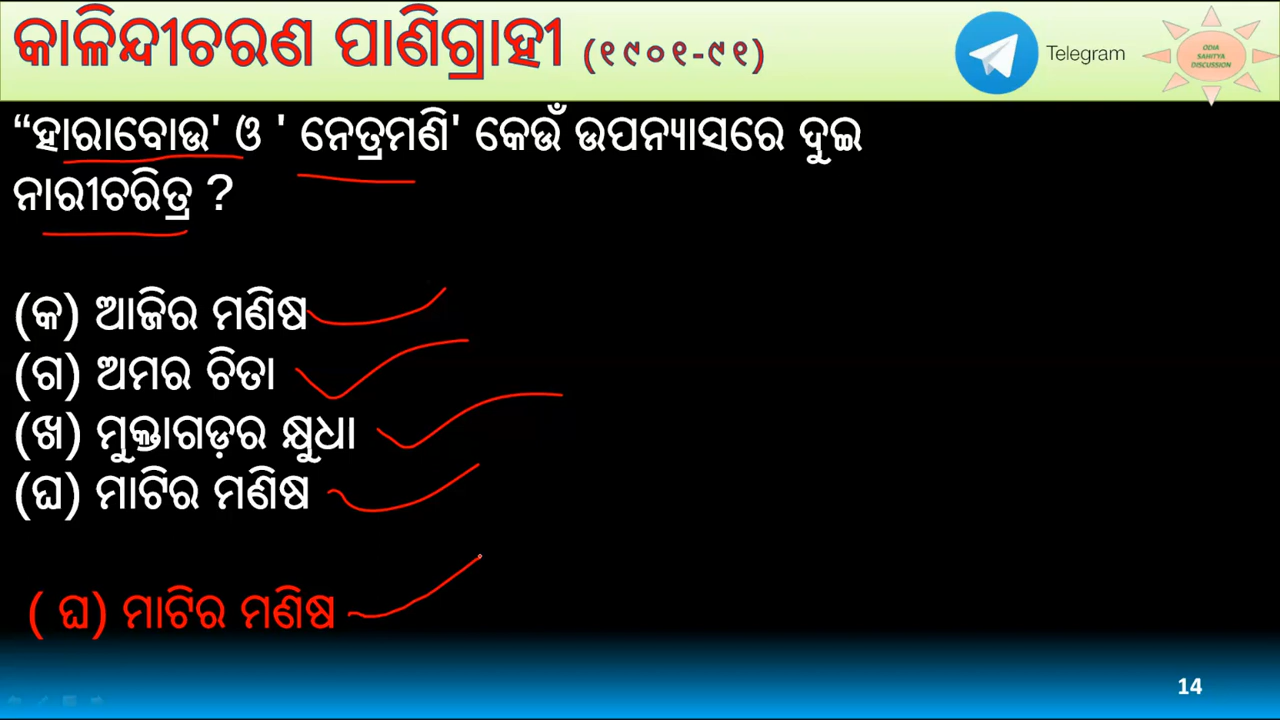 କାଳିନ୍ଦୀଚରଣ ପାଣିଗ୍ରାହୀ (୧୯୦୧-୯୧)
Telegram
ODIA
SAHITYA
DISCUSSION
“ହାରାବୋଉ' ଓ ' ନେତ୍ରମଣି' କେଉଁ ଉପନ୍ୟାସରେ ଦୁଇ
ନାରୀଚରିତ୍ର ?
(କ) ଆଜିର ମଣିଷ
(ଗ) ଅମର ଚିତା
(ଖ) ମୁକ୍ତାଗଡ଼ର କ୍ଷୁଧା
(ଘ) ମାଟିର ମଣିଷ
( ଘ) ମାଟିର ମଣିଷ
14